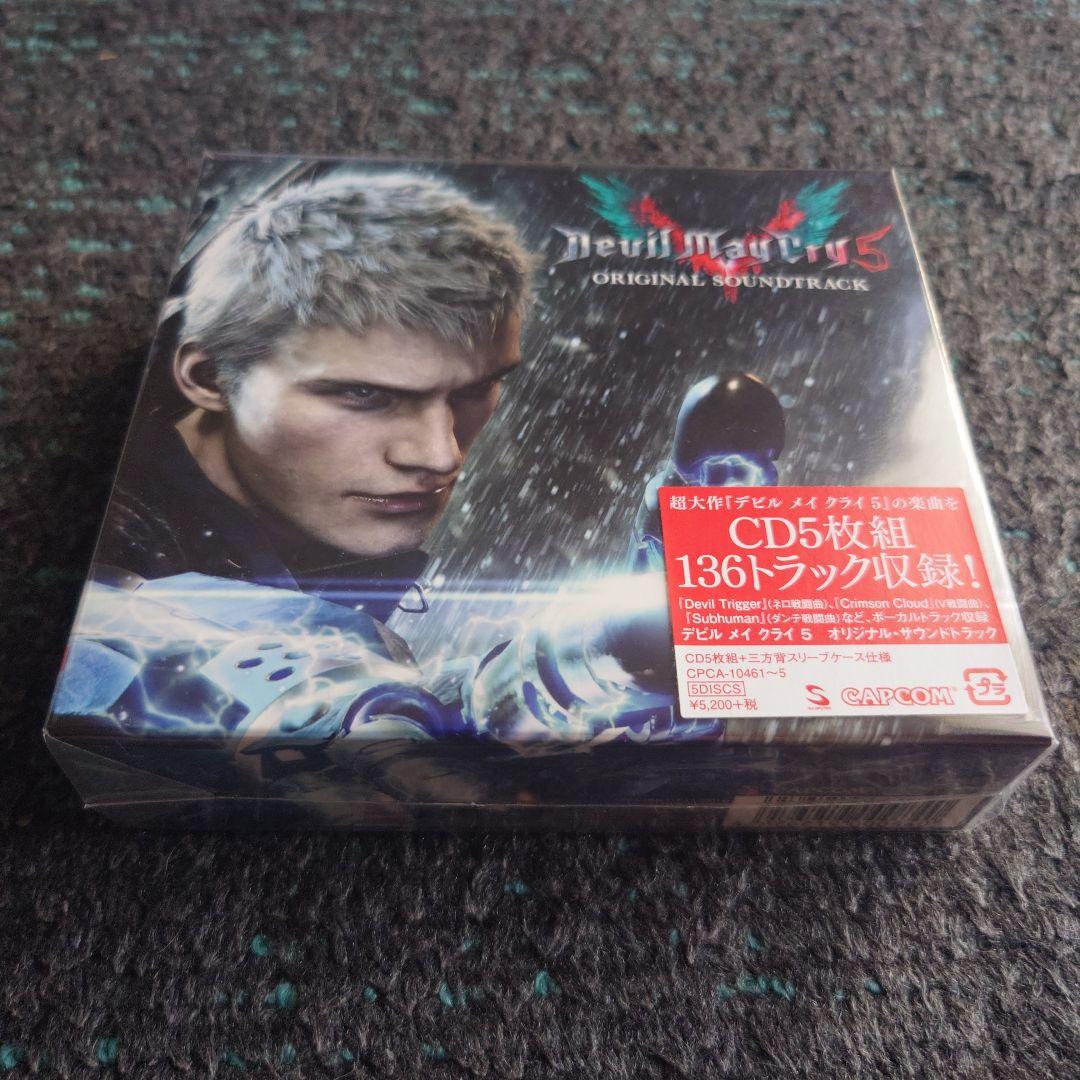 Devil May Cry 5
ORIGINAL SOUNDTRACK
超大作『デビル メイ クライ 5』の楽曲を
CD5枚組
136トラック収録!
『Devil Trigger』(ネロ戦闘曲)、『Crimson Cloud』(V戦闘曲)、
『Subhuman』(ダンテ戦闘曲)など、ボーカルトラック収録
デビル メイ クライ 5 オリジナル・サウンドトラック
CD5枚組+三方背スリーブケース仕様
CPCA-10461〜5
5DISCS
¥5,200+税
CAPCOM
プラ